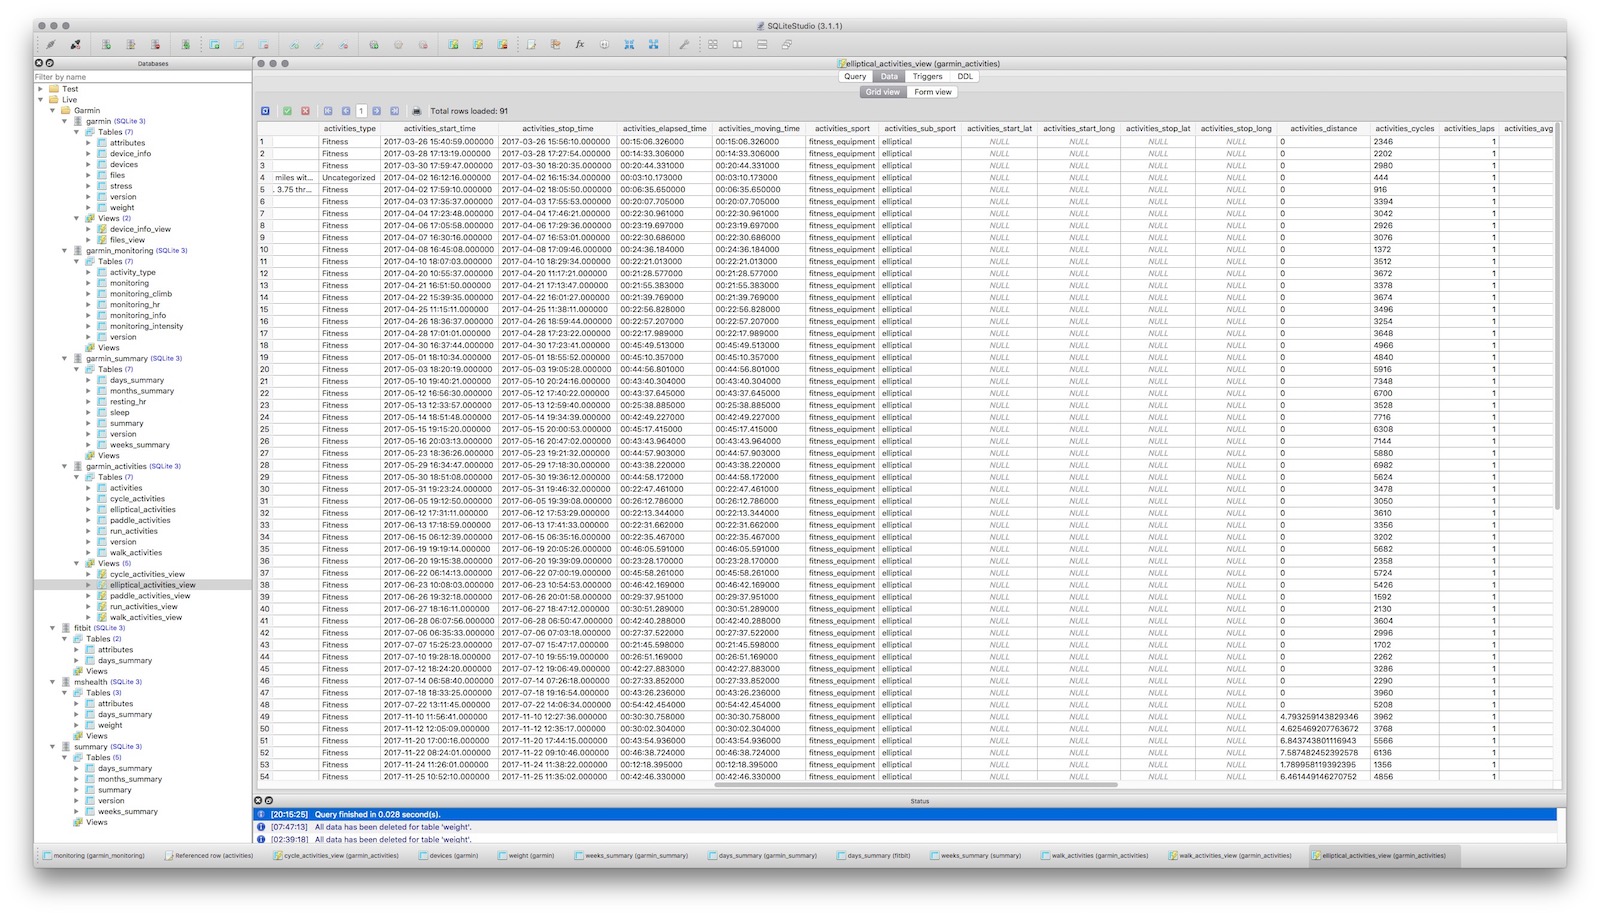 SQLiteStudio (3.1.1)
Databases
Filter by name
Test
Live
Garmin
garmin (SQLite 3)
Tables (7)
attributes
device_info
devices
files
stress
version
weight
Views (2)
device_info_view
files_view
garmin_monitoring (SQLite 3)
Tables (7)
activity_type
monitoring
monitoring_climb
monitoring_hr
monitoring_info
monitoring_intensity
version
Views
garmin_summary (SQLite 3)
Tables (7)
days_summary
months_summary
resting_hr
sleep
summary
version
weeks_summary
Views
garmin_activities (SQLite 3)
Tables (7)
activities
cycle_activities
elliptical_activities
paddle_activities
run_activities
version
walk_activities
Views (5)
cycle_activities_view
elliptical_activities_view
paddle_activities_view
run_activities_view
walk_activities_view
fitbit (SQLite 3)
Tables (2)
attributes
days_summary
Views
mshealth (SQLite 3)
Tables (3)
attributes
days_summary
weight
Views
summary (SQLite 3)
Tables (5)
days_summary
months_summary
summary
version
weeks_summary
Views
elliptical_activities_view (garmin_activities)
Query Data Triggers DDL
Grid view Form view
1 Total rows loaded: 91
activities_type activities_start_time activities_stop_time activities_elapsed_time activities_moving_time activities_sport activities_sub_sport activities_start_lat activities_start_long activities_stop_lat activities_stop_long activities_distance activities_cycles activities_laps activities_avg
1 Fitness 2017-03-26 15:40:59.000000 2017-03-26 15:56:10.000000 00:15:06.326000 00:15:06.326000 fitness_equipment elliptical NULL NULL NULL NULL 0 2346 1
2 Fitness 2017-03-28 17:13:19.000000 2017-03-28 17:27:54.000000 00:14:33.306000 00:14:33.306000 fitness_equipment elliptical NULL NULL NULL NULL 0 2202 1
3 Fitness 2017-03-30 17:59:47.000000 2017-03-30 18:20:35.000000 00:20:44.331000 00:20:44.331000 fitness_equipment elliptical NULL NULL NULL NULL 0 2980 1
4 miles wit... Uncategorized 2017-04-02 16:12:16.000000 2017-04-02 16:15:34.000000 00:03:10.173000 00:03:10.173000 fitness_equipment elliptical NULL NULL NULL NULL 0 444 1
5 . 3.75 thr... Fitness 2017-04-02 17:59:10.000000 2017-04-02 18:05:50.000000 00:06:35.650000 00:06:35.650000 fitness_equipment elliptical NULL NULL NULL NULL 0 916 1
6 Fitness 2017-04-03 17:35:37.000000 2017-04-03 17:55:53.000000 00:20:07.705000 00:20:07.705000 fitness_equipment elliptical NULL NULL NULL NULL 0 3394 1
7 Fitness 2017-04-04 17:23:48.000000 2017-04-04 17:46:21.000000 00:22:30.961000 00:22:30.961000 fitness_equipment elliptical NULL NULL NULL NULL 0 3042 1
8 Fitness 2017-04-06 17:05:58.000000 2017-04-06 17:29:36.000000 00:23:19.697000 00:23:19.697000 fitness_equipment elliptical NULL NULL NULL NULL 0 2926 1
9 Fitness 2017-04-07 16:30:16.000000 2017-04-07 16:53:01.000000 00:22:30.686000 00:22:30.686000 fitness_equipment elliptical NULL NULL NULL NULL 0 3076 1
10 Fitness 2017-04-08 16:45:08.000000 2017-04-08 17:09:46.000000 00:24:36.184000 00:24:36.184000 fitness_equipment elliptical NULL NULL NULL NULL 0 1372 1
11 Fitness 2017-04-10 18:07:03.000000 2017-04-10 18:29:34.000000 00:22:21.013000 00:22:21.013000 fitness_equipment elliptical NULL NULL NULL NULL 0 3512 1
12 Fitness 2017-04-20 10:55:37.000000 2017-04-20 11:17:21.000000 00:21:28.577000 00:21:28.577000 fitness_equipment elliptical NULL NULL NULL NULL 0 3672 1
13 Fitness 2017-04-21 16:51:50.000000 2017-04-21 17:13:47.000000 00:21:55.383000 00:21:55.383000 fitness_equipment elliptical NULL NULL NULL NULL 0 3378 1
14 Fitness 2017-04-22 15:39:35.000000 2017-04-22 16:01:27.000000 00:21:39.769000 00:21:39.769000 fitness_equipment elliptical NULL NULL NULL NULL 0 3674 1
15 Fitness 2017-04-25 11:15:11.000000 2017-04-25 11:38:11.000000 00:22:56.828000 00:22:56.828000 fitness_equipment elliptical NULL NULL NULL NULL 0 3496 1
16 Fitness 2017-04-26 18:36:37.000000 2017-04-26 18:59:44.000000 00:22:57.207000 00:22:57.207000 fitness_equipment elliptical NULL NULL NULL NULL 0 3254 1
17 Fitness 2017-04-28 17:01:01.000000 2017-04-28 17:23:22.000000 00:22:17.989000 00:22:17.989000 fitness_equipment elliptical NULL NULL NULL NULL 0 3648 1
18 Fitness 2017-04-30 16:37:44.000000 2017-04-30 17:23:41.000000 00:45:49.513000 00:45:49.513000 fitness_equipment elliptical NULL NULL NULL NULL 0 4966 1
19 Fitness 2017-05-01 18:10:34.000000 2017-05-01 18:55:52.000000 00:45:10.357000 00:45:10.357000 fitness_equipment elliptical NULL NULL NULL NULL 0 4840 1
20 Fitness 2017-05-03 18:20:19.000000 2017-05-03 19:05:28.000000 00:44:56.801000 00:44:56.801000 fitness_equipment elliptical NULL NULL NULL NULL 0 5916 1
21 Fitness 2017-05-10 19:40:21.000000 2017-05-10 20:24:16.000000 00:43:40.304000 00:43:40.304000 fitness_equipment elliptical NULL NULL NULL NULL 0 7348 1
22 Fitness 2017-05-12 16:56:30.000000 2017-05-12 17:40:22.000000 00:43:37.645000 00:43:37.645000 fitness_equipment elliptical NULL NULL NULL NULL 0 6700 1
23 Fitness 2017-05-13 12:33:57.000000 2017-05-13 12:59:40.000000 00:25:38.885000 00:25:38.885000 fitness_equipment elliptical NULL NULL NULL NULL 0 3528 1
24 Fitness 2017-05-14 18:51:48.000000 2017-05-14 19:34:39.000000 00:42:49.227000 00:42:49.227000 fitness_equipment elliptical NULL NULL NULL NULL 0 7716 1
25 Fitness 2017-05-15 19:15:20.000000 2017-05-15 20:00:53.000000 00:45:17.415000 00:45:17.415000 fitness_equipment elliptical NULL NULL NULL NULL 0 6308 1
26 Fitness 2017-05-16 20:03:13.000000 2017-05-16 20:47:02.000000 00:43:43.964000 00:43:43.964000 fitness_equipment elliptical NULL NULL NULL NULL 0 7144 1
27 Fitness 2017-05-23 18:36:26.000000 2017-05-23 19:21:32.000000 00:44:57.903000 00:44:57.903000 fitness_equipment elliptical NULL NULL NULL NULL 0 5880 1
28 Fitness 2017-05-29 16:34:47.000000 2017-05-29 17:18:30.000000 00:43:38.220000 00:43:38.220000 fitness_equipment elliptical NULL NULL NULL NULL 0 6982 1
29 Fitness 2017-05-30 18:51:08.000000 2017-05-30 19:36:12.000000 00:44:58.172000 00:44:58.172000 fitness_equipment elliptical NULL NULL NULL NULL 0 5624 1
30 Fitness 2017-05-31 19:23:24.000000 2017-05-31 19:46:32.000000 00:22:47.461000 00:22:47.461000 fitness_equipment elliptical NULL NULL NULL NULL 0 3478 1
31 Fitness 2017-06-05 19:12:50.000000 2017-06-05 19:39:08.000000 00:26:12.786000 00:26:12.786000 fitness_equipment elliptical NULL NULL NULL NULL 0 3050 1
32 Fitness 2017-06-12 17:31:11.000000 2017-06-12 17:53:29.000000 00:22:13.344000 00:22:13.344000 fitness_equipment elliptical NULL NULL NULL NULL 0 3610 1
33 Fitness 2017-06-13 17:18:59.000000 2017-06-13 17:41:33.000000 00:22:31.662000 00:22:31.662000 fitness_equipment elliptical NULL NULL NULL NULL 0 3356 1
34 Fitness 2017-06-15 06:12:39.000000 2017-06-15 06:35:16.000000 00:22:35.467000 00:22:35.467000 fitness_equipment elliptical NULL NULL NULL NULL 0 3202 1
35 Fitness 2017-06-19 19:19:14.000000 2017-06-19 20:05:26.000000 00:46:05.591000 00:46:05.591000 fitness_equipment elliptical NULL NULL NULL NULL 0 5682 1
36 Fitness 2017-06-20 19:15:38.000000 2017-06-20 19:39:09.000000 00:23:28.170000 00:23:28.170000 fitness_equipment elliptical NULL NULL NULL NULL 0 2358 1
37 Fitness 2017-06-22 06:14:13.000000 2017-06-22 07:00:19.000000 00:45:58.261000 00:45:58.261000 fitness_equipment elliptical NULL NULL NULL NULL 0 5724 1
38 Fitness 2017-06-23 10:08:03.000000 2017-06-23 10:54:53.000000 00:46:42.169000 00:46:42.169000 fitness_equipment elliptical NULL NULL NULL NULL 0 5426 1
39 Fitness 2017-06-26 19:32:18.000000 2017-06-26 20:01:58.000000 00:29:37.951000 00:29:37.951000 fitness_equipment elliptical NULL NULL NULL NULL 0 1592 1
40 Fitness 2017-06-27 18:16:11.000000 2017-06-27 18:47:12.000000 00:30:51.289000 00:30:51.289000 fitness_equipment elliptical NULL NULL NULL NULL 0 2130 1
41 Fitness 2017-06-28 06:07:56.000000 2017-06-28 06:50:47.000000 00:42:40.288000 00:42:40.288000 fitness_equipment elliptical NULL NULL NULL NULL 0 3604 1
42 Fitness 2017-07-06 06:35:33.000000 2017-07-06 07:03:18.000000 00:27:37.522000 00:27:37.522000 fitness_equipment elliptical NULL NULL NULL NULL 0 2996 1
43 Fitness 2017-07-07 15:25:23.000000 2017-07-07 15:47:17.000000 00:21:45.598000 00:21:45.598000 fitness_equipment elliptical NULL NULL NULL NULL 0 1702 1
44 Fitness 2017-07-10 19:28:18.000000 2017-07-10 19:55:19.000000 00:26:51.169000 00:26:51.169000 fitness_equipment elliptical NULL NULL NULL NULL 0 2262 1
45 Fitness 2017-07-12 18:24:20.000000 2017-07-12 19:06:49.000000 00:42:27.883000 00:42:27.883000 fitness_equipment elliptical NULL NULL NULL NULL 0 3286 1
46 Fitness 2017-07-14 06:58:40.000000 2017-07-14 07:26:18.000000 00:27:33.852000 00:27:33.852000 fitness_equipment elliptical NULL NULL NULL NULL 0 2290 1
47 Fitness 2017-07-18 18:33:25.000000 2017-07-18 19:16:54.000000 00:43:26.236000 00:43:26.236000 fitness_equipment elliptical NULL NULL NULL NULL 0 3960 1
48 Fitness 2017-07-22 13:11:45.000000 2017-07-22 14:06:34.000000 00:54:42.454000 00:54:42.454000 fitness_equipment elliptical NULL NULL NULL NULL 0 5208 1
49 Fitness 2017-11-10 11:56:41.000000 2017-11-10 12:27:36.000000 00:30:30.758000 00:30:30.758000 fitness_equipment elliptical NULL NULL NULL NULL 4.793259143829346 3962 1
50 Fitness 2017-11-12 12:05:09.000000 2017-11-12 12:35:17.000000 00:30:02.304000 00:30:02.304000 fitness_equipment elliptical NULL NULL NULL NULL 4.625469207763672 3768 1
51 Fitness 2017-11-20 17:00:16.000000 2017-11-20 17:44:15.000000 00:43:54.936000 00:43:54.936000 fitness_equipment elliptical NULL NULL NULL NULL 6.843743801116943 5566 1
52 Fitness 2017-11-22 08:24:01.000000 2017-11-22 09:10:46.000000 00:46:38.724000 00:46:38.724000 fitness_equipment elliptical NULL NULL NULL NULL 7.587482452392578 6136 1
53 Fitness 2017-11-24 11:26:01.000000 2017-11-24 11:38:22.000000 00:12:18.395000 00:12:18.395000 fitness_equipment elliptical NULL NULL NULL NULL 1.789958119392395 1356 1
54 Fitness 2017-11-25 10:52:10.000000 2017-11-25 11:35:02.000000 00:42:46.330000 00:42:46.330000 fitness_equipment elliptical NULL NULL NULL NULL 6.461449146270752 4856 1
Status
[20:15:25] Query finished in 0.028 second(s).
[07:47:13] All data has been deleted for table 'weight'.
[02:39:18] All data has been deleted for table 'weight'.
monitoring (garmin_monitoring) Referenced row (activities) cycle_activities_view (garmin_activities) devices (garmin) weight (garmin) weeks_summary (garmin_summary) days_summary (garmin_summary) days_summary (fitbit) weeks_summary (summary) walk_activities (garmin_activities) walk_activities_view (garmin_activities) elliptical_activities_view (garmin_activities)